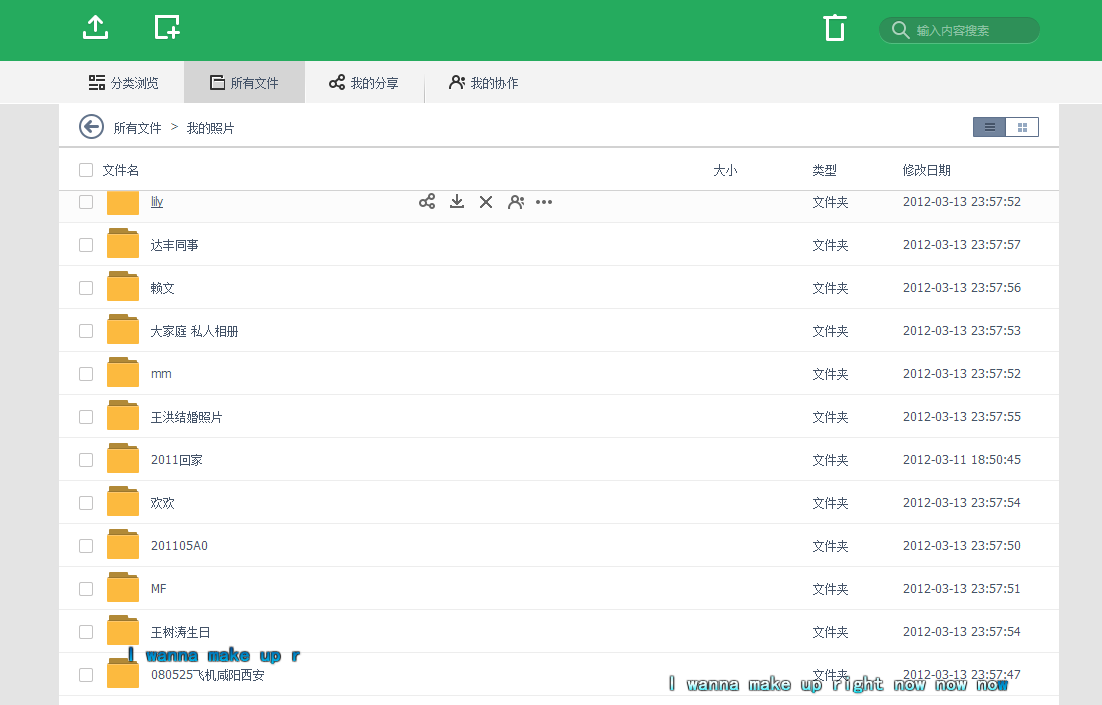 输入内容搜索
分类浏览 所有文件 我的分享 我的协作
所有文件 > 我的照片
文件名 大小 类型 修改日期
lily 文件夹 2012-03-13 23:57:52
达丰同事 文件夹 2012-03-13 23:57:57
赖文 文件夹 2012-03-13 23:57:56
大家庭 私人相册 文件夹 2012-03-13 23:57:53
mm 文件夹 2012-03-13 23:57:52
王洪结婚照片 文件夹 2012-03-13 23:57:55
2011回家 文件夹 2012-03-11 18:50:45
欢欢 文件夹 2012-03-13 23:57:54
201105A0 文件夹 2012-03-13 23:57:50
MF 文件夹 2012-03-13 23:57:51
王树涛生日 文件夹 2012-03-13 23:57:54
I wanna make up r
080525飞机咸阳西安 文件夹 2012-03-13 23:57:47
I wanna make up right now now now